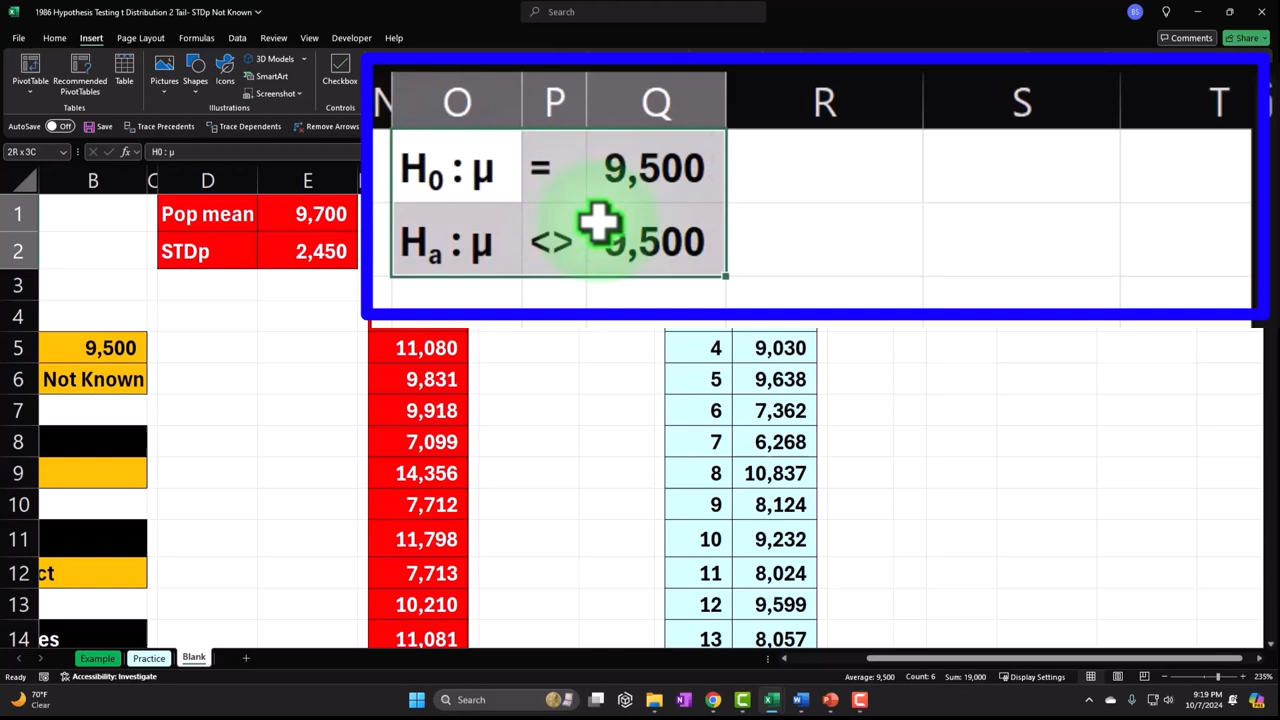 1986 Hypothesis Testing t Distribution 2 Tail- STDp Not Known
Search
BS
File Home Insert Page Layout Formulas Data Review View Developer Help
Comments Share
PivotTable Recommended PivotTables Table
Pictures Shapes Icons
3D Models
SmartArt
Screenshot
Checkbox
Tables Illustrations Controls
AutoSave Off Save Trace Precedents Trace Dependents Remove Arrows
2R x 3C fx H0 : µ
B C D E
N O P Q R S T
1 Pop mean 9,700
H₀ : µ = 9,500
2 STDp 2,450
Hₐ : µ <> 9,500
3
4
5 9,500 11,080 4 9,030
6 Not Known 9,831 5 9,638
7 9,918 6 7,362
8 7,099 7 6,268
9 14,356 8 10,837
10 7,712 9 8,124
11 11,798 10 9,232
12 ct 7,713 11 8,024
13 10,210 12 9,599
14 es 11,081 13 8,057
Example Practice Blank +
Ready Accessibility: Investigate Average: 9,500 Count: 6 Sum: 19,000 Display Settings 235%
70°F
Clear
Search
9:19 PM
10/7/2024